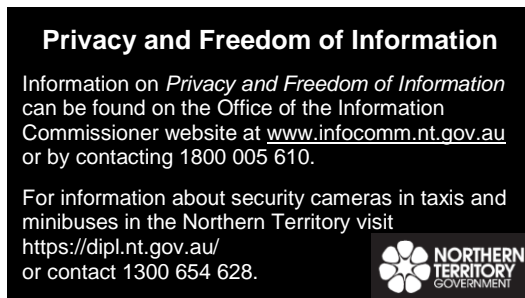 Privacy and Freedom of Information
Information on Privacy and Freedom of Information
can be found on the Office of the Information
Commissioner website at www.infocomm.nt.gov.au
or by contacting 1800 005 610.
For information about security cameras in taxis and
minibuses in the Northern Territory visit
https://dipl.nt.gov.au/
or contact 1300 654 628.
NORTHERN
TERRITORY
GOVERNMENT